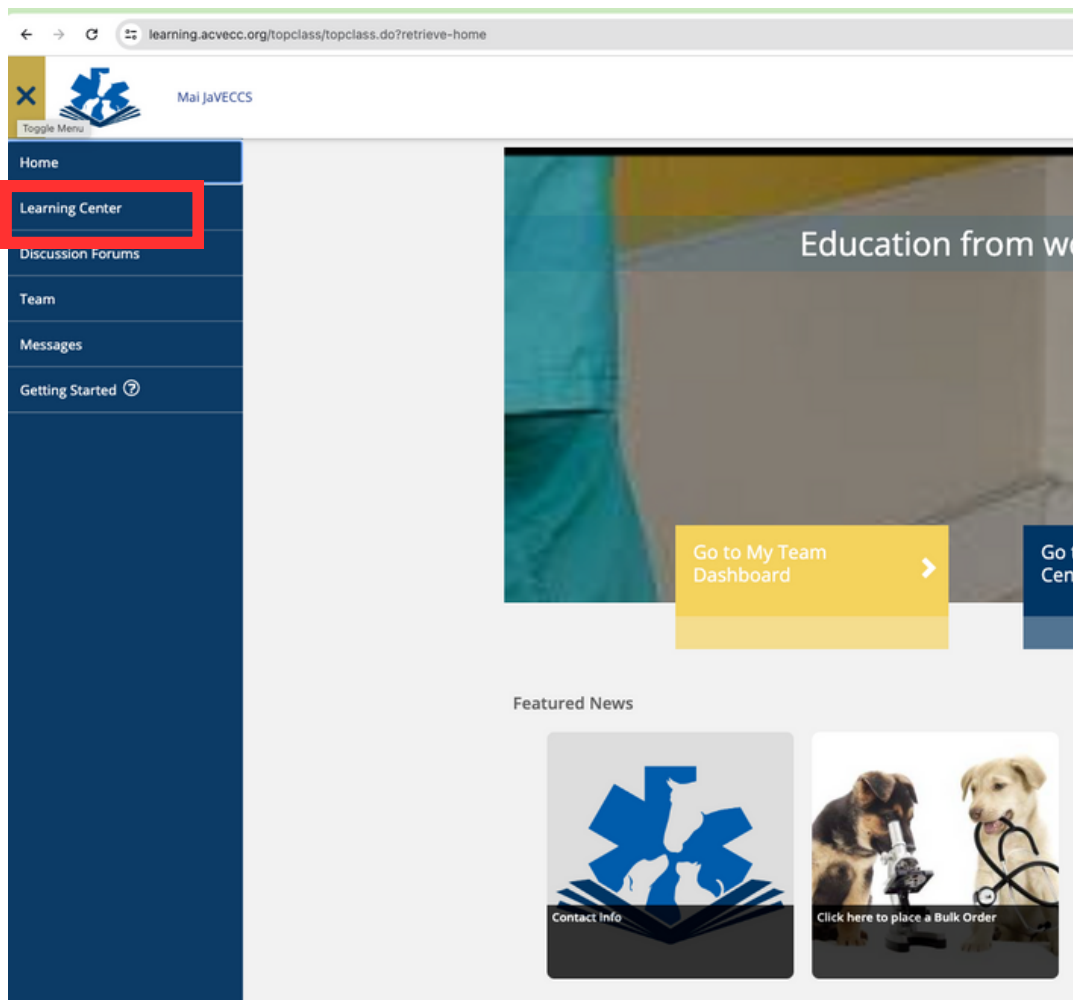 learning.acvecc.org/topclass/topclass.do?retrieve-home
Mai JaVECCS
Toggle Menu
Home
Learning Center
Discussion Forums
Team
Messages
Getting Started
Education from
Go to My Team
Dashboard
Go
Featured News
Contact Info
Click here to place a Bulk Order